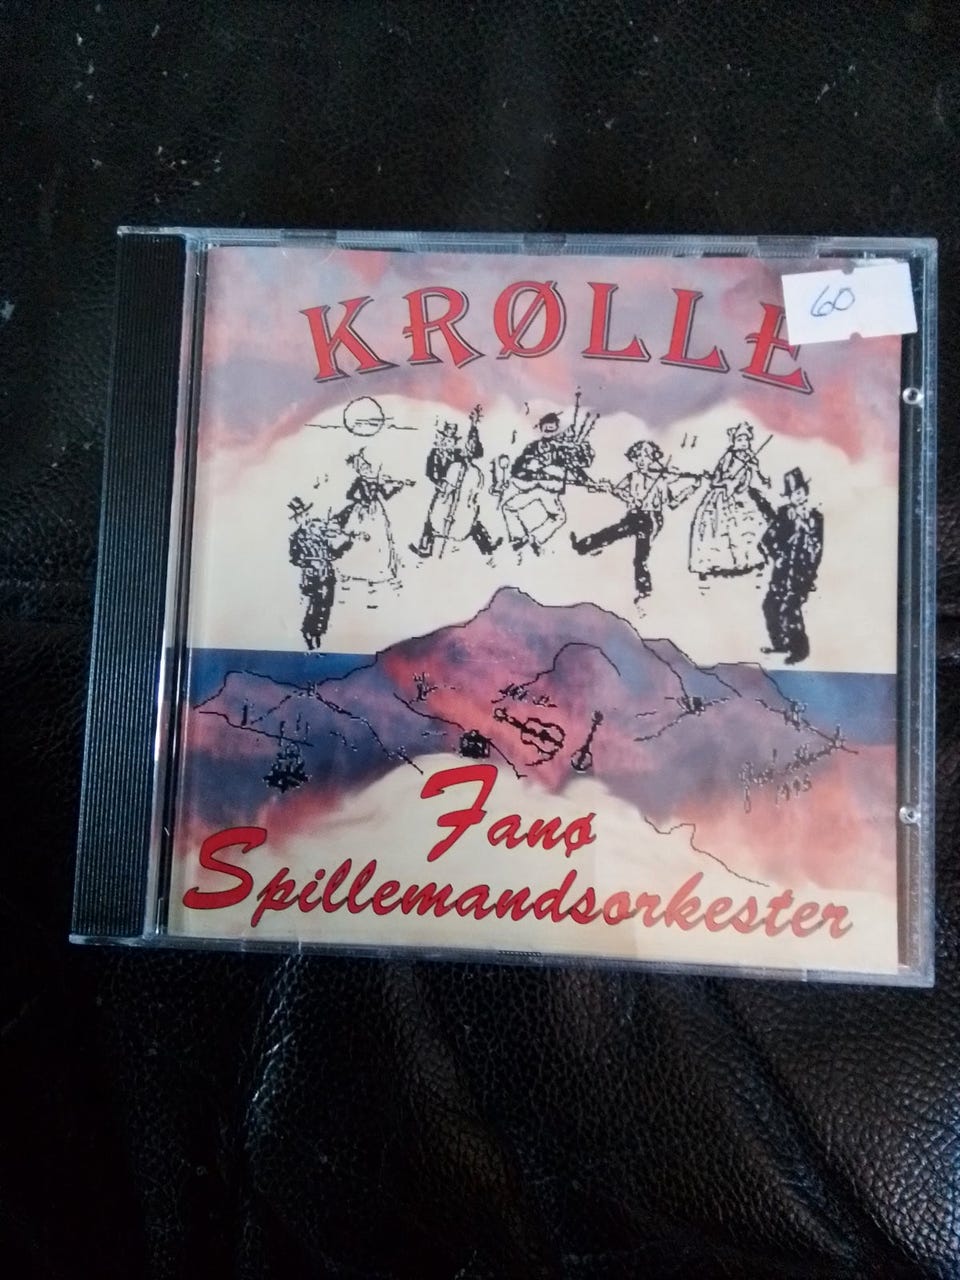 KRØLLE
60
Fanø
Spillemandsorkester